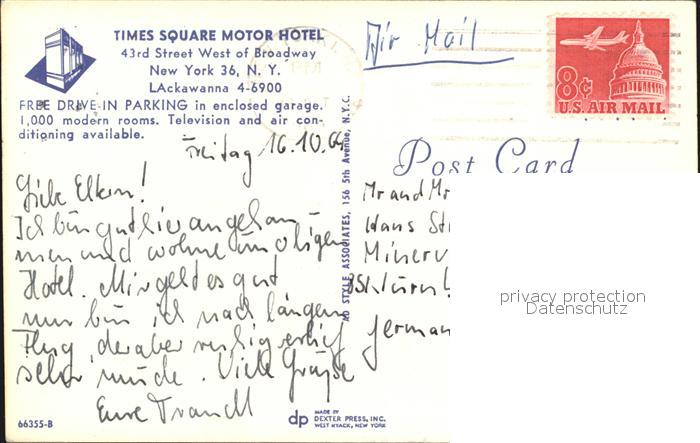 TIMES SQUARE MOTOR HOTEL
43rd Street West of Broadway
New York 36, N. Y.
LAckawanna 4-6900
FREE DRIVE-IN PARKING in enclosed garage.
1,000 modern rooms. Television and air con-
ditioning available.
Freitag 16.10.64
Liebe Eltern!
Ich bin gut hier angekom-
men und wohne im obigen
Hotel. Mir geht es gut
nur bin ich nach langem
Flug, der aber ruhig verlief
sehr müde. Viele Grüße
Eure Traudl
66355-B
AD STYLE ASSOCIATES, 156 5th Avenue, N.Y.C.
dp MADE BY
DEXTER PRESS, INC.
WEST NYACK, NEW YORK
Air Mail
8¢
U.S. AIR MAIL
Post Card
Mr and Mr
Hans St
Minerv
German
privacy protection
Datenschutz